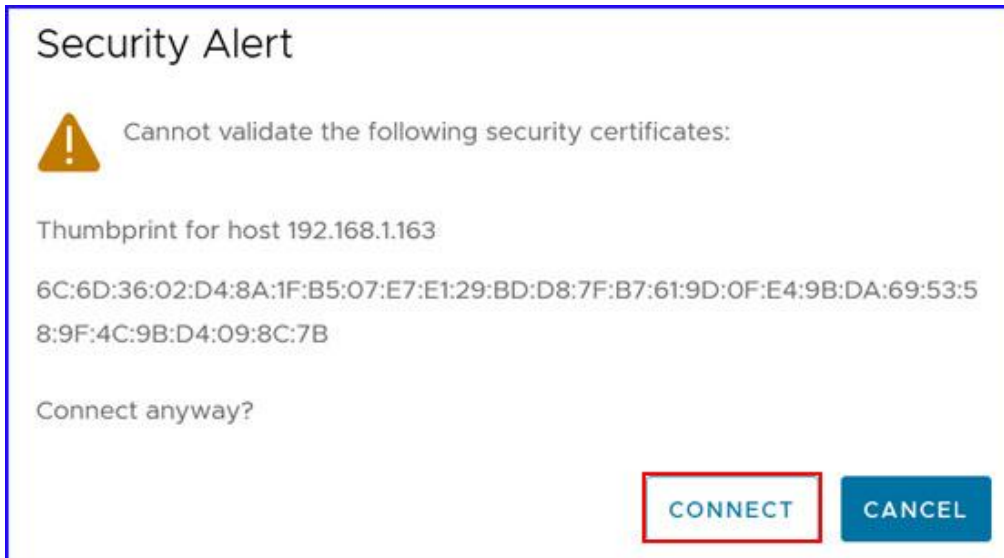 Security Alert
Cannot validate the following security certificates:
Thumbprint for host 192.168.1.163
6C:6D:36:02:D4:8A:1F:B5:07:E7:E1:29:BD:D8:7F:B7:61:9D:0F:E4:9B:DA:69:53:5
8:9F:4C:9B:D4:09:8C:7B
Connect anyway?
CONNECT CANCEL